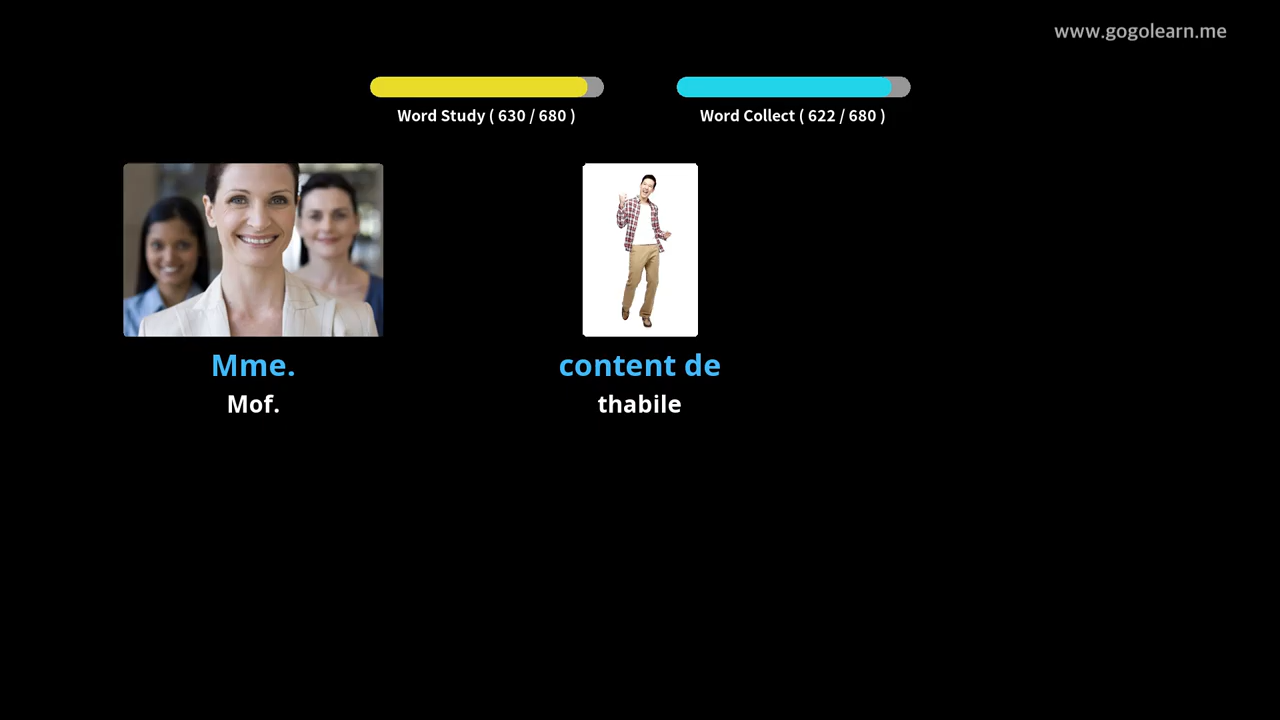 www.gogolearn.me
Word Study ( 630 / 680 )
Word Collect ( 622 / 680 )
Mme.
Mof.
content de
thabile